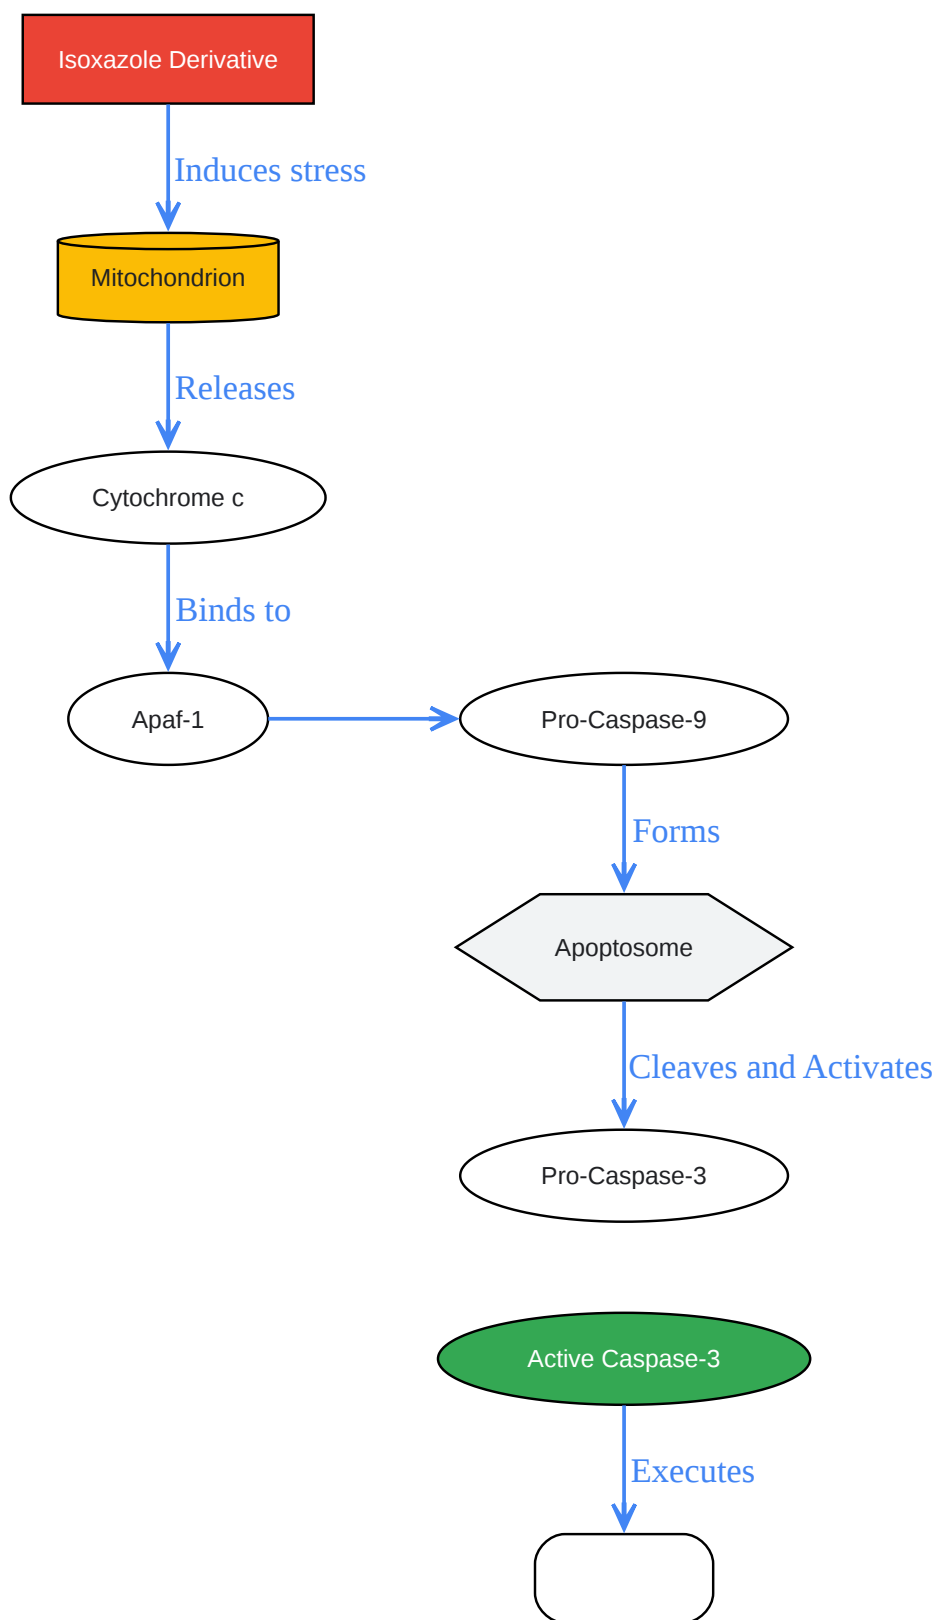 Isoxazole Derivative
Induces stress
Mitochondrion
Releases
Cytochrome c
Binds to
Apaf-1
Pro-Caspase-9
Forms
Apoptosome
Cleaves and Activates
Pro-Caspase-3
Active Caspase-3
Executes